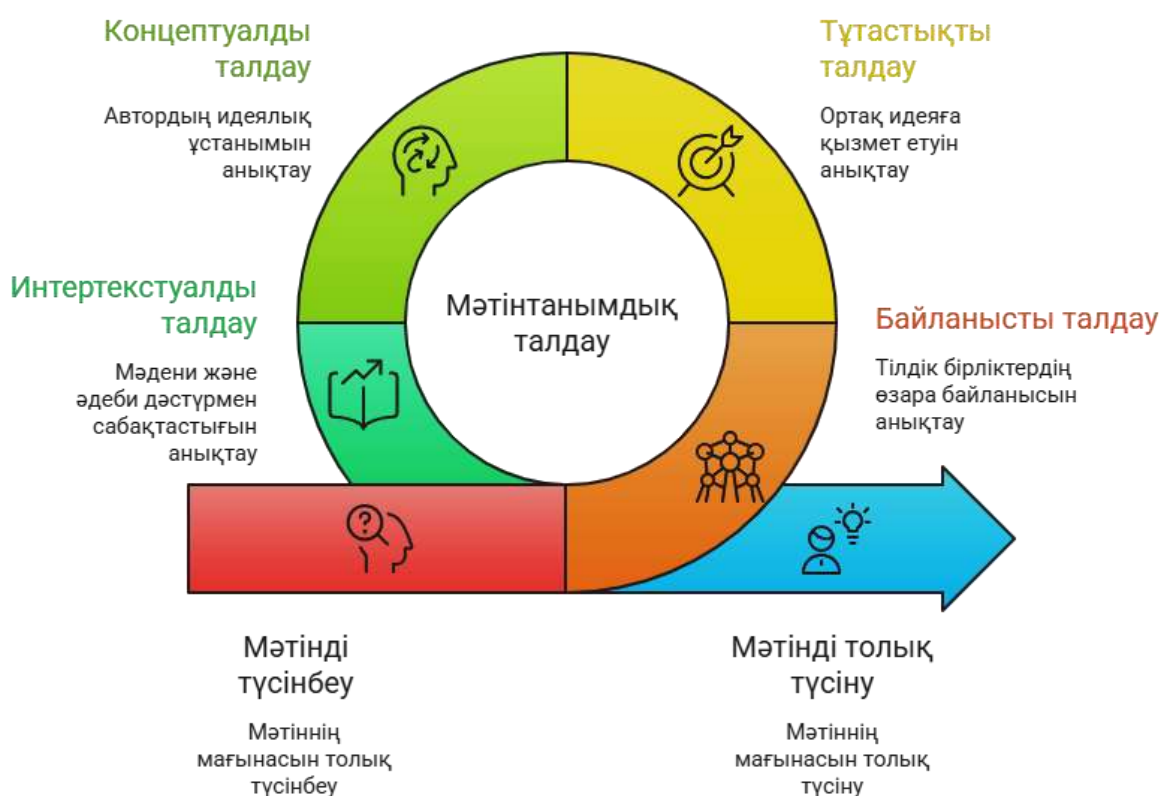 Концептуалды
талдау
Автордың идеялық
ұстанымын
анықтау
Тұтастықты
талдау
Ортақ идеяға
қызмет етуін
анықтау
Интертекстуалды
талдау
Мәдени және
әдеби дәстүрмен
сабақтастығын
анықтау
Мәтінтанымдық
талдау
Байланысты талдау
Тілдік бірліктердің
өзара байланысын
анықтау
Мәтінді
түсінбеу
Мәтіннің
мағынасын толық
түсінбеу
Мәтінді толық
түсіну
Мәтіннің
мағынасын толық
түсіну